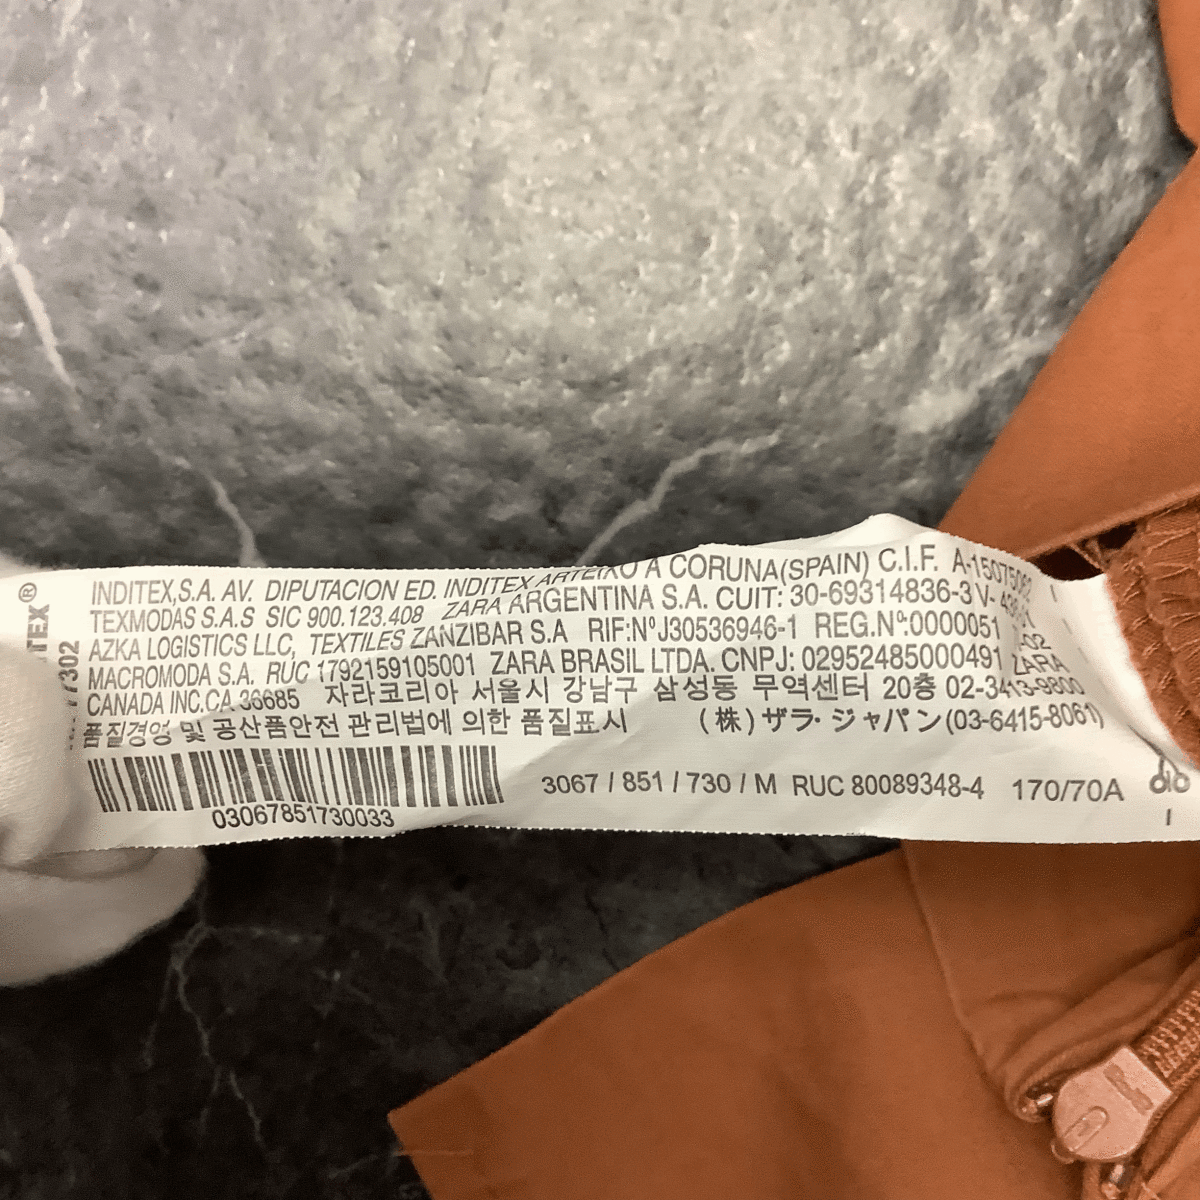 INDITEX,S.A. AV. DIPUTACION ED. INDITEX ARTEIXO A CORUNA(SPAIN) C.I.F. A-15075062
TEXMODAS S.A.S SIC 900.123.408 ZARA ARGENTINA S.A. CUIT: 30-69314836-3 V-
AZKA LOGISTICS LLC, TEXTILES ZANZIBAR S.A RIF:NºJ30536946-1 REG.Nº:0000051
MACROMODA S.A. RUC 1792159105001 ZARA BRASIL LTDA. CNPJ: 02952485000491 ZARA
CANADA INC.CA 36685 자라코리아 서울시 강남구 삼성동 무역센터 20층 02-3413-9800
품질경영 및 공산품안전 관리법에 의한 품질표시 (株)ザラ・ジャパン(03-6415-8061)
3067 / 851 / 730 / M RUC 80089348-4 170/70A
03067851730033